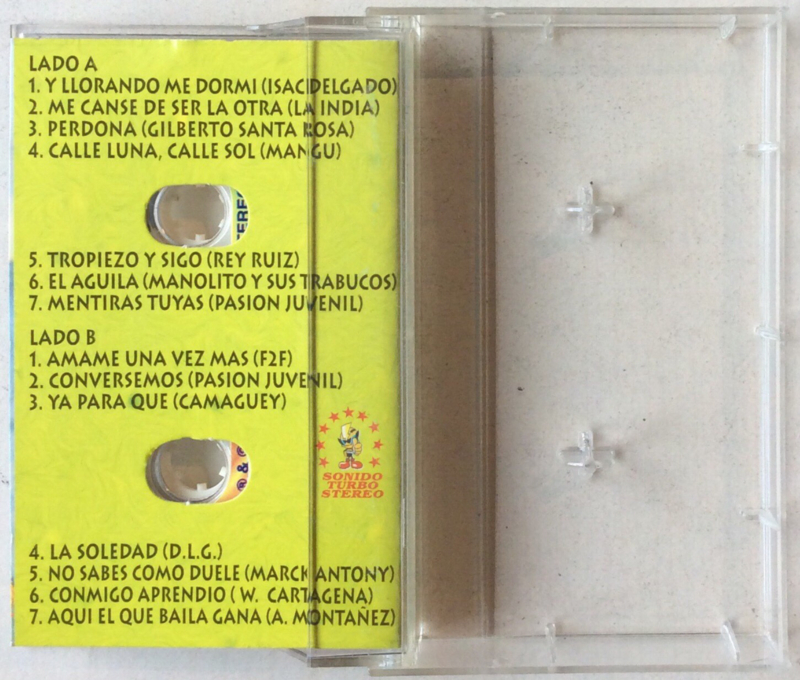 LADO A
1. Y LLORANDO ME DORMI (ISAC DELGADO)
2. ME CANSE DE SER LA OTRA (LA INDIA)
3. PERDONA (GILBERTO SANTA ROSA)
4. CALLE LUNA, CALLE SOL (MANGU)
TEREO
5. TROPIEZO Y SIGO (REY RUIZ)
6. EL AGUILA (MANOLITO Y SUS TRABUCOS)
7. MENTIRAS TUYAS (PASION JUVENIL)
LADO B
1. AMAME UNA VEZ MAS (F2F)
2. CONVERSEMOS (PASION JUVENIL)
3. YA PARA QUE (CAMAGUEY)
® & ®
SONIDO
TURBO
STEREO
4. LA SOLEDAD (D.L.G.)
5. NO SABES COMO DUELE (MARCK ANTONY)
6. CONMIGO APRENDIO ( W. CARTAGENA)
7. AQUI EL QUE BAILA GANA (A. MONTAÑEZ)